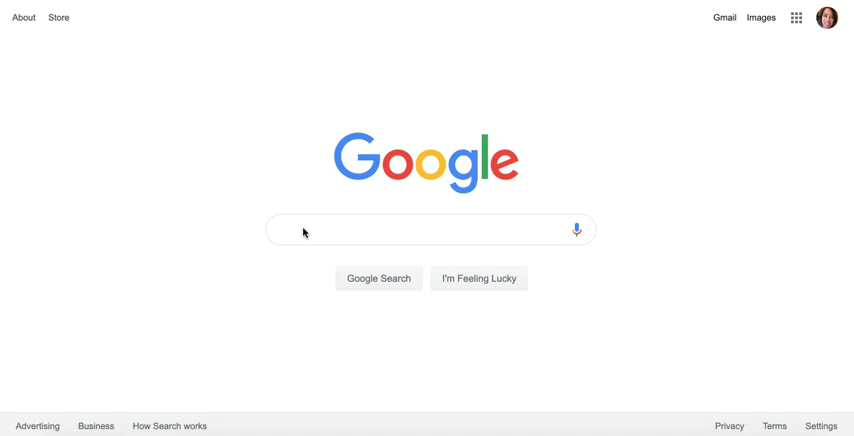 About Store Gmail Images
Google
Google Search I'm Feeling Lucky
Advertising Business How Search works Privacy Terms Settings